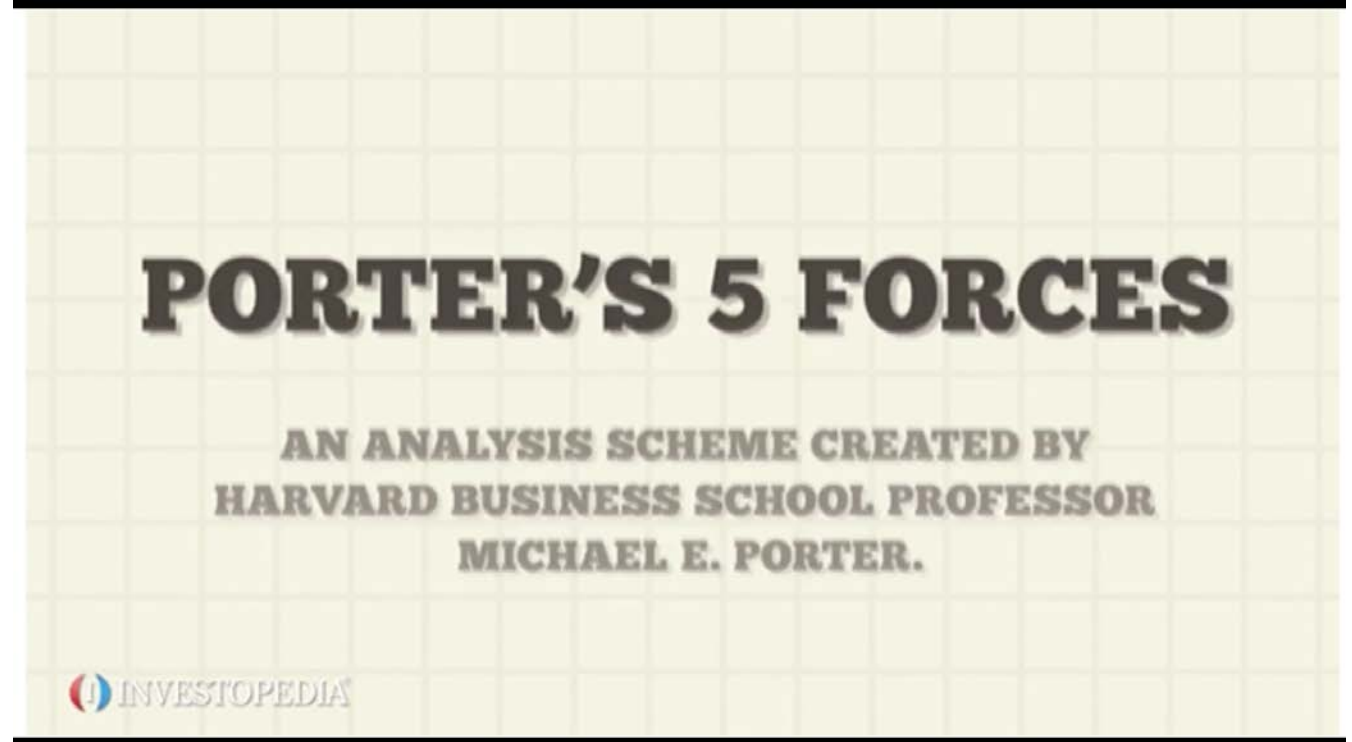 PORTER'S 5 FORCES
AN ANALYSIS SCHEME CREATED BY
HARVARD BUSINESS SCHOOL PROFESSOR
MICHAEL E. PORTER.
INVESTOPEDIA